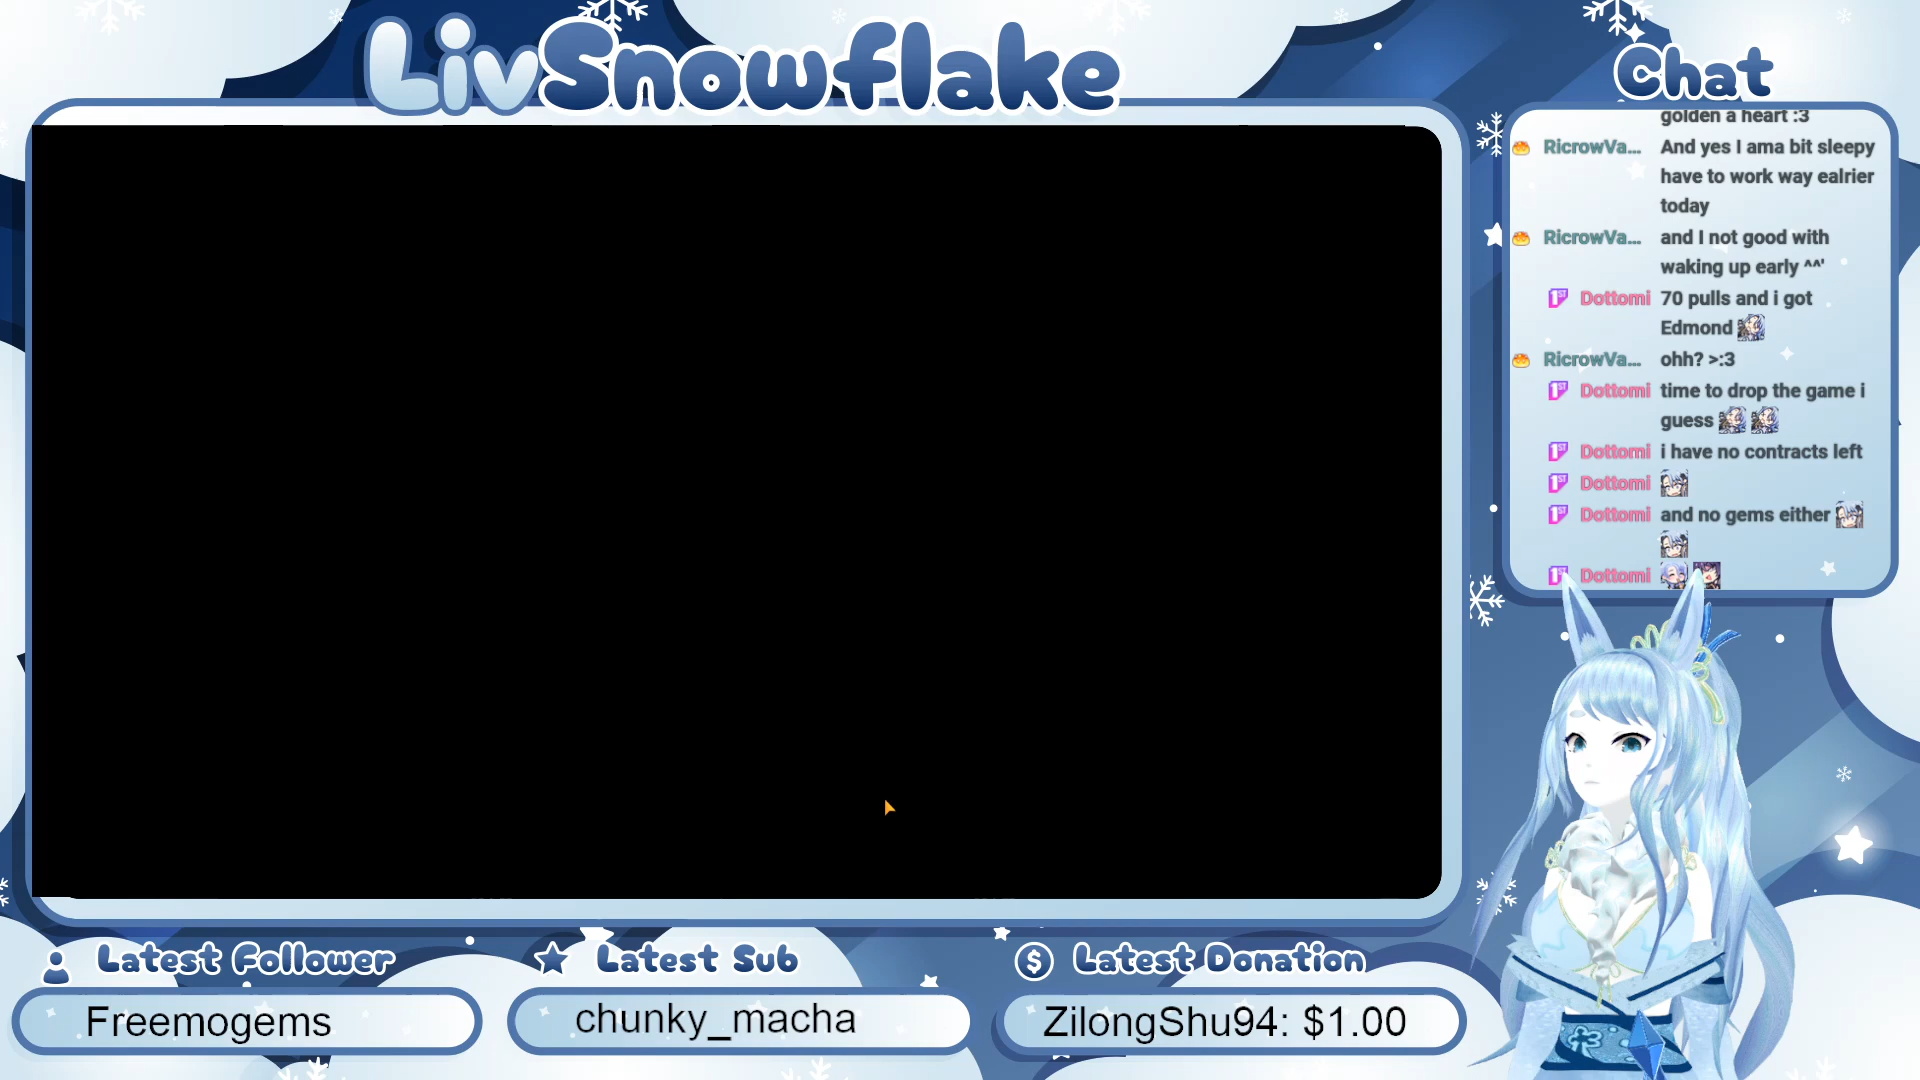 LivSnowflake
Chat
golden a heart :3
RicrowVa... And yes I ama bit sleepy
have to work way ealrier
today
RicrowVa... and I not good with
waking up early ^^'
Dottomi 70 pulls and i got
Edmond
RicrowVa... ohh? >:3
Dottomi time to drop the game i
guess
Dottomi i have no contracts left
Dottomi
Dottomi and no gems either
Dottomi
Latest Follower
Latest Sub
Latest Donation
Freemogems
chunky_macha
ZilongShu94: $1.00